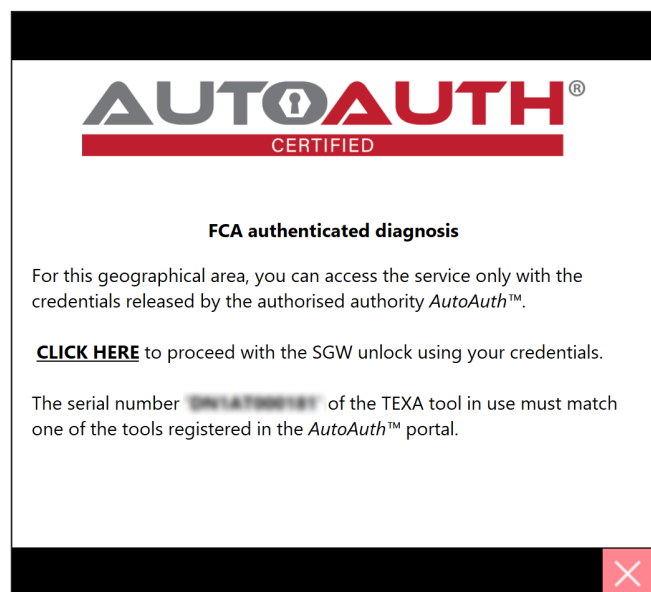 AUTOAUTH®
CERTIFIED
FCA authenticated diagnosis
For this geographical area, you can access the service only with the
credentials released by the authorised authority AutoAuth™.
CLICK HERE to proceed with the SGW unlock using your credentials.
The serial number of the TEXA tool in use must match
one of the tools registered in the AutoAuth™ portal.